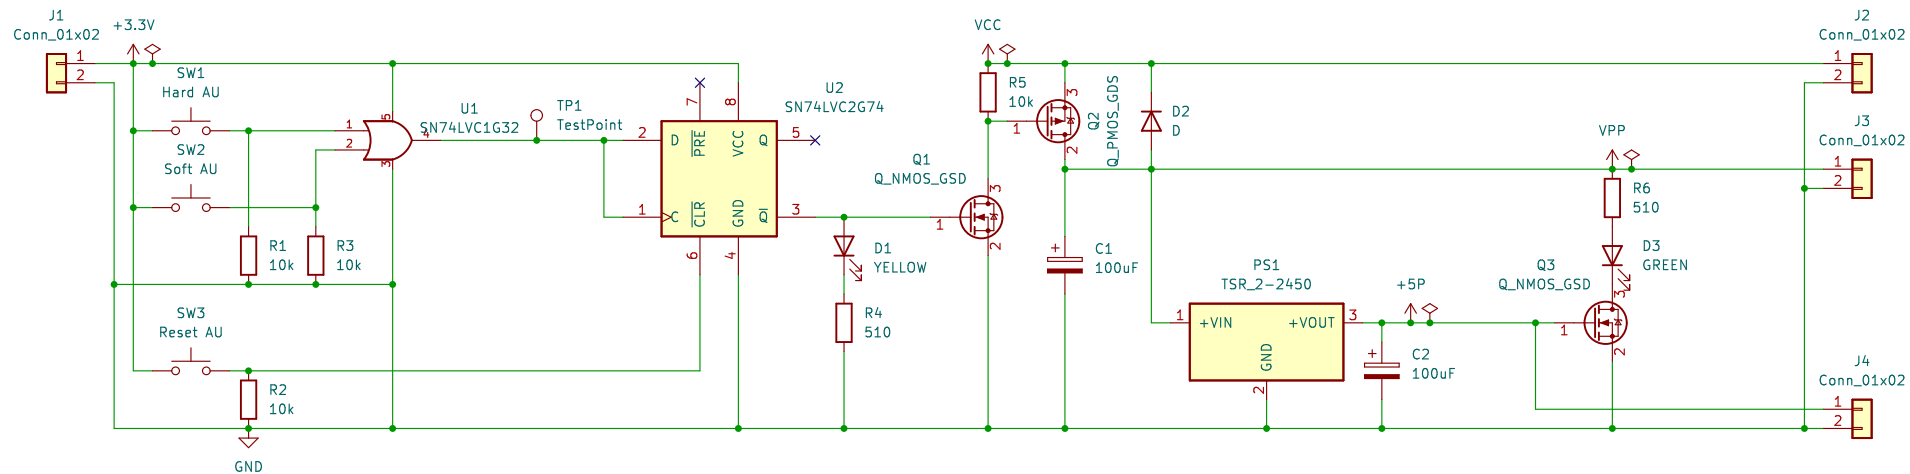 J1
Conn_01x02
1
2
+3.3V
SW1
Hard AU
SW2
Soft AU
R1
10k
R3
10k
SW3
Reset AU
R2
10k
GND
1
2
5
3
4
U1
SN74LVC1G32
TP1
TestPoint
U2
SN74LVC2G74
7
8
2
D
PRE
VCC
Q
5
1
C
CLR
GND
Q
3
6
4
D1
YELLOW
R4
510
Q1
Q_NMOS_GSD
1
3
2
VCC
R5
10k
Q2
Q_PMOS_GDS
1
3
2
D2
D
C1
100uF
PS1
TSR_2-2450
1
+VIN
+VOUT
3
GND
2
+5P
C2
100uF
VPP
R6
510
D3
GREEN
Q3
Q_NMOS_GSD
1
3
2
J2
Conn_01x02
1
2
J3
Conn_01x02
1
2
J4
Conn_01x02
1
2